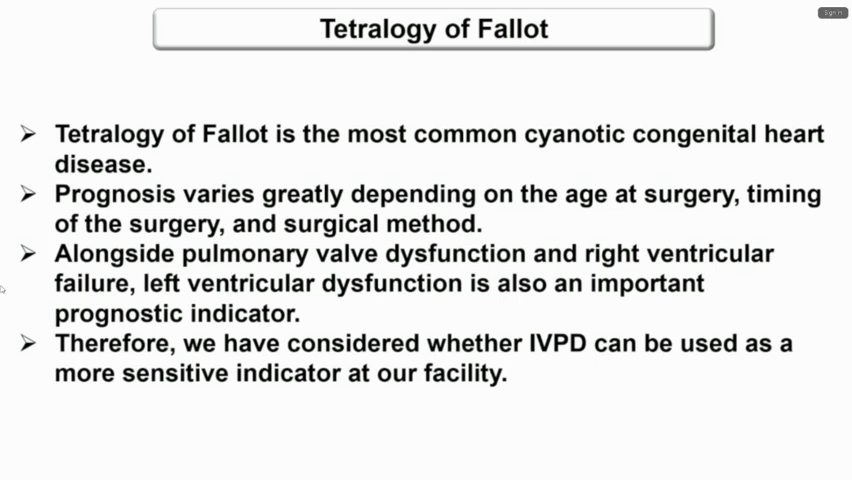 Sign in
Tetralogy of Fallot
➢ Tetralogy of Fallot is the most common cyanotic congenital heart
disease.
➢ Prognosis varies greatly depending on the age at surgery, timing
of the surgery, and surgical method.
➢ Alongside pulmonary valve dysfunction and right ventricular
failure, left ventricular dysfunction is also an important
prognostic indicator.
➢ Therefore, we have considered whether IVPD can be used as a
more sensitive indicator at our facility.